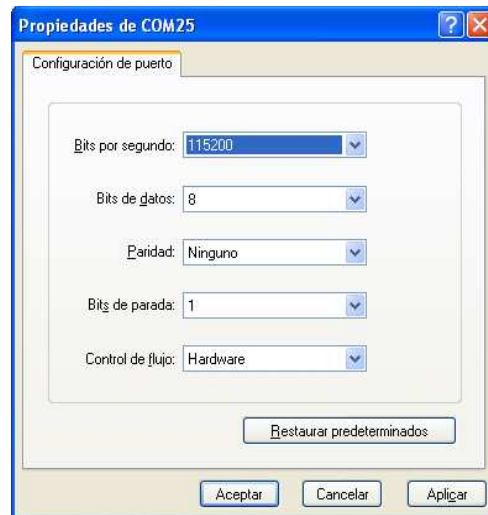 Propiedades de COM25
Configuración de puerto
Bits por segundo: 115200
Bits de datos: 8
Paridad: Ninguno
Bits de parada: 1
Control de flujo: Hardware
Restaurar predeterminados
Aceptar Cancelar Aplicar